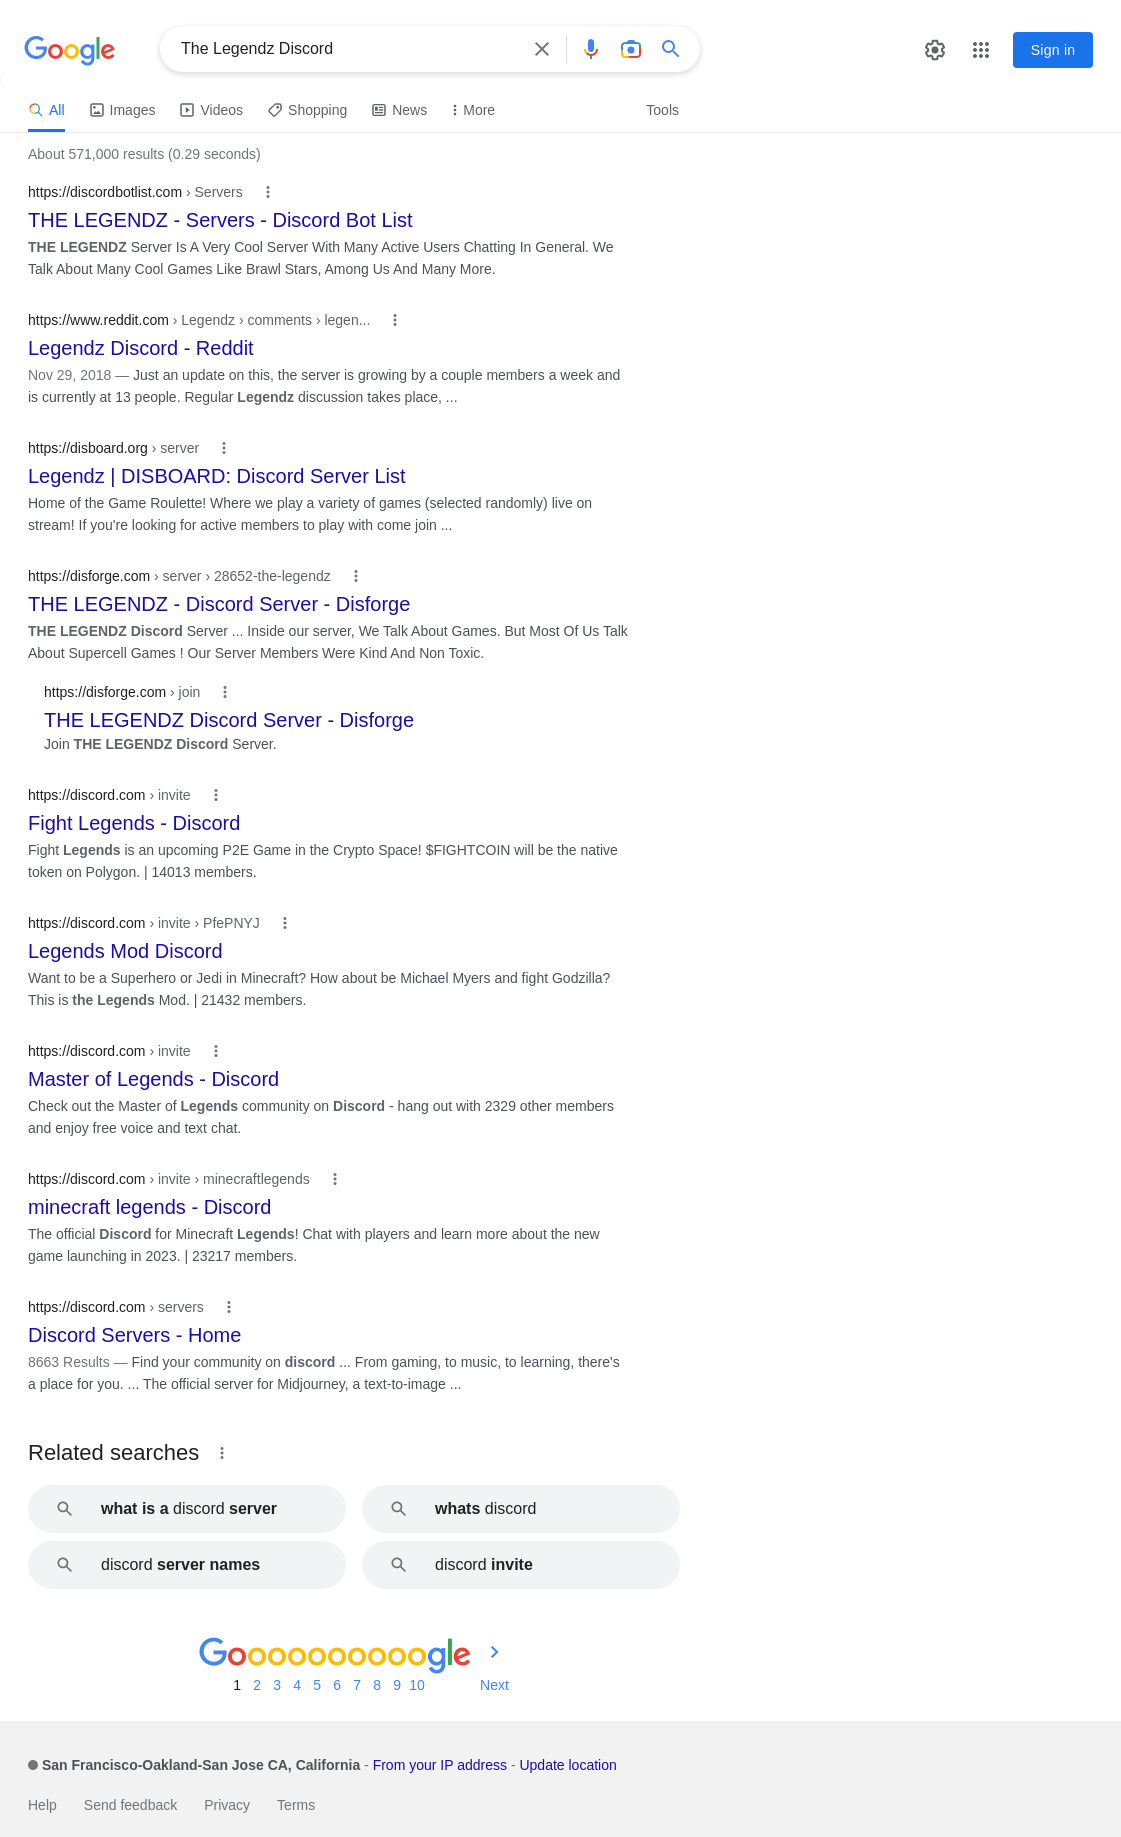 Google
The Legendz Discord
Sign in
All
Images
Videos
Shopping
News
More
Tools
About 571,000 results (0.29 seconds)
https://discordbotlist.com › Servers
THE LEGENDZ - Servers - Discord Bot List
THE LEGENDZ Server Is A Very Cool Server With Many Active Users Chatting In General. We
Talk About Many Cool Games Like Brawl Stars, Among Us And Many More.
https://www.reddit.com › Legendz › comments › legen...
Legendz Discord - Reddit
Nov 29, 2018 — Just an update on this, the server is growing by a couple members a week and
is currently at 13 people. Regular Legendz discussion takes place, ...
https://disboard.org › server
Legendz | DISBOARD: Discord Server List
Home of the Game Roulette! Where we play a variety of games (selected randomly) live on
stream! If you're looking for active members to play with come join ...
https://disforge.com › server › 28652-the-legendz
THE LEGENDZ - Discord Server - Disforge
THE LEGENDZ Discord Server ... Inside our server, We Talk About Games. But Most Of Us Talk
About Supercell Games ! Our Server Members Were Kind And Non Toxic.
https://disforge.com › join
THE LEGENDZ Discord Server - Disforge
Join THE LEGENDZ Discord Server.
https://discord.com › invite
Fight Legends - Discord
Fight Legends is an upcoming P2E Game in the Crypto Space! $FIGHTCOIN will be the native
token on Polygon. | 14013 members.
https://discord.com › invite › PfePNYJ
Legends Mod Discord
Want to be a Superhero or Jedi in Minecraft? How about be Michael Myers and fight Godzilla?
This is the Legends Mod. | 21432 members.
https://discord.com › invite
Master of Legends - Discord
Check out the Master of Legends community on Discord - hang out with 2329 other members
and enjoy free voice and text chat.
https://discord.com › invite › minecraftlegends
minecraft legends - Discord
The official Discord for Minecraft Legends! Chat with players and learn more about the new
game launching in 2023. | 23217 members.
https://discord.com › servers
Discord Servers - Home
8663 Results — Find your community on discord ... From gaming, to music, to learning, there's
a place for you. ... The official server for Midjourney, a text-to-image ...
Related searches
what is a discord server
whats discord
discord server names
discord invite
Goooooooooogle
1 2 3 4 5 6 7 8 9 10 Next
San Francisco-Oakland-San Jose CA, California - From your IP address - Update location
Help Send feedback Privacy Terms